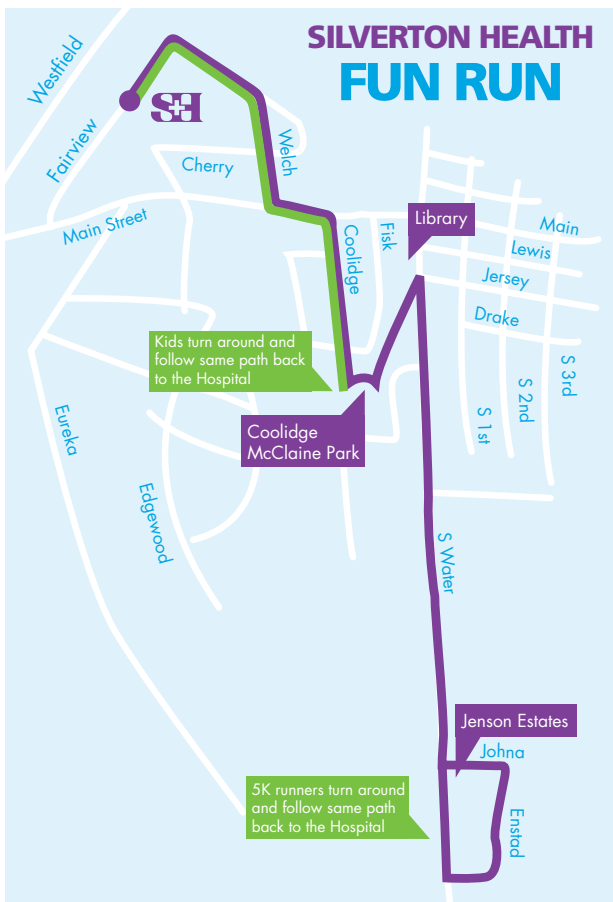 SILVERTON HEALTH
FUN RUN
Westfield
Fairview
SH
Cherry
Welch
Main Street
Library
Main
Lewis
Jersey
Drake
Fisk
Coolidge
Kids turn around and
follow same path back
to the Hospital
Coolidge
McClaine Park
S 1st
S 2nd
S 3rd
Eureka
Edgewood
S Water
Jenson Estates
Johna
Enstad
5K runners turn around
and follow same path
back to the Hospital